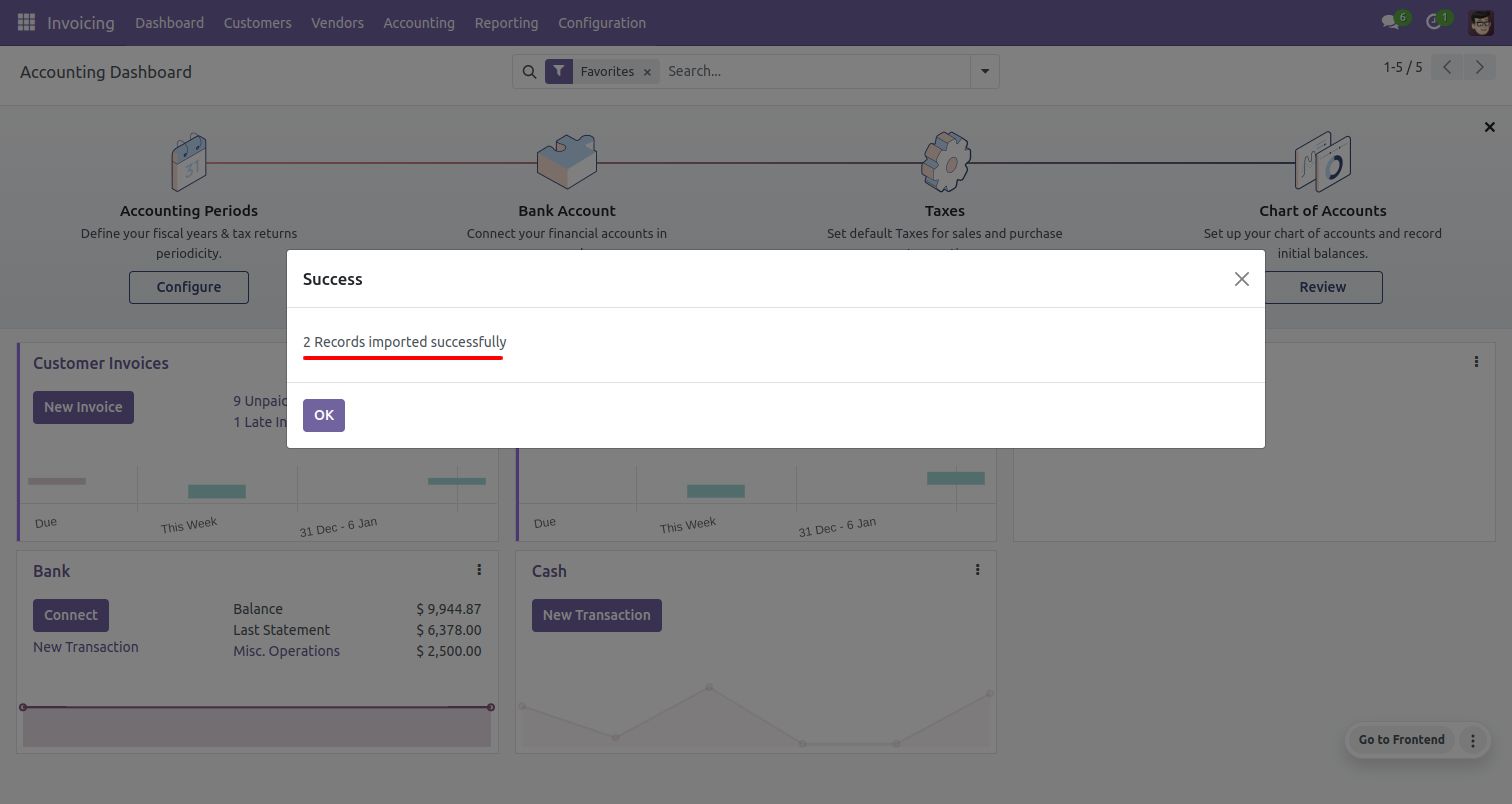 Invoicing Dashboard Customers Vendors Accounting Reporting Configuration 6 1
Accounting Dashboard Favorites × Search... 1-5 / 5
31
Accounting Periods
Define your fiscal years & tax returns
periodicity.
Configure
Bank Account
Connect your financial accounts in
Taxes
Set default Taxes for sales and purchase
Chart of Accounts
Set up your chart of accounts and record
initial balances.
Review
Success
2 Records imported successfully
OK
Customer Invoices
New Invoice
9
1 Late
Due This Week 31 Dec - 6 Jan
Due This Week 31 Dec - 6 Jan
Bank
Connect
New Transaction
Balance $ 9,944.87
Last Statement $ 6,378.00
Misc. Operations $ 2,500.00
Cash
New Transaction
Go to Frontend